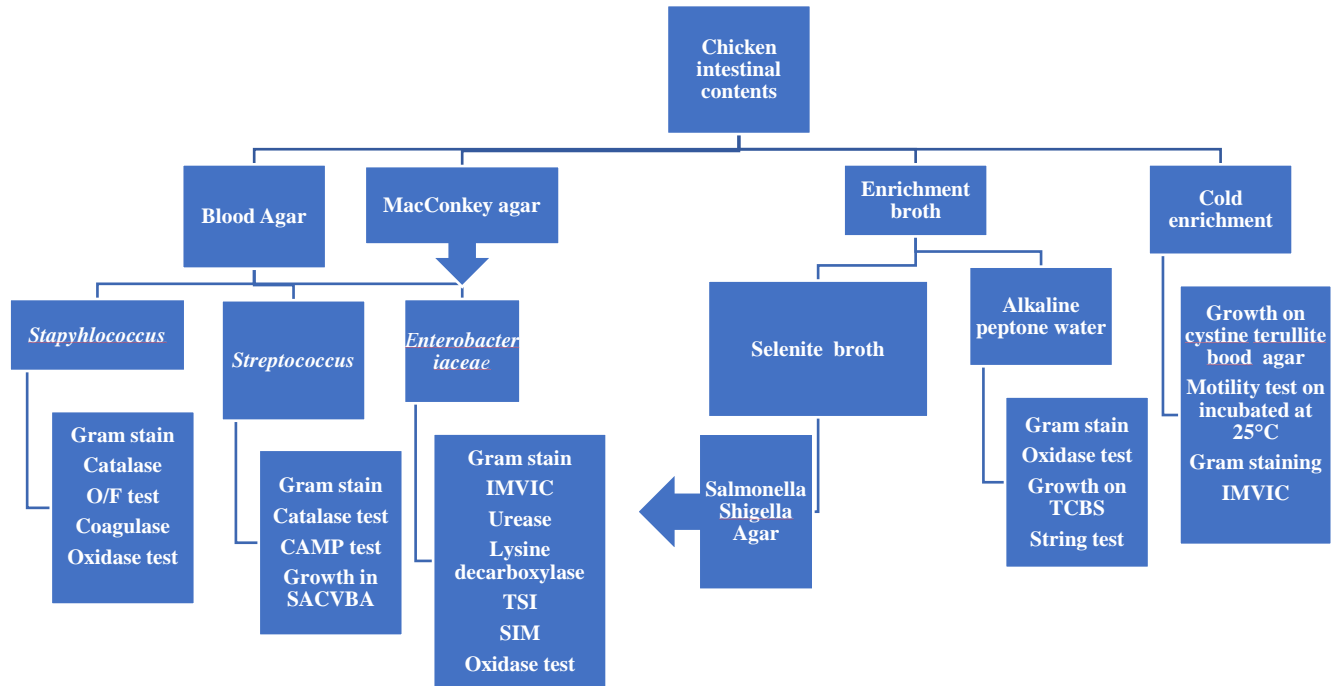 Chicken
intestinal
contents
Blood Agar
MacConkey agar
Enrichment
broth
Cold
enrichment
Stapyhlococcus
Streptococcus
Enterobacter
iaceae
Selenite broth
Alkaline
peptone water
Growth on
cystine terullite
bood agar
Motility test on
incubated at
25°C
Gram staining
IMVIC
Gram stain
Catalase
O/F test
Coagulase
Oxidase test
Gram stain
Catalase test
CAMP test
Growth in
SACVBA
Gram stain
IMVIC
Urease
Lysine
decarboxylase
TSI
SIM
Oxidase test
Salmonella
Shigella
Agar
Gram stain
Oxidase test
Growth on
TCBS
String test